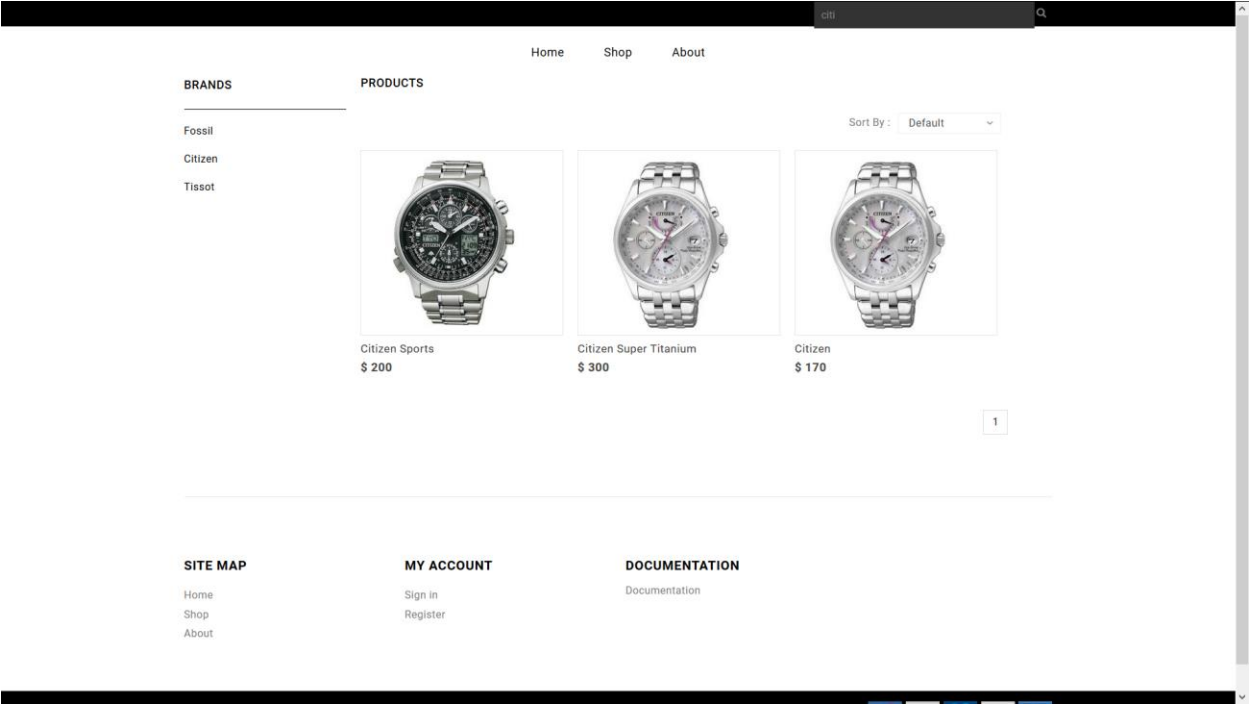 citi
Home Shop About
BRANDS
Fossil
Citizen
Tissot
PRODUCTS
Sort By : Default
Citizen Sports
$ 200
Citizen Super Titanium
$ 300
Citizen
$ 170
1
SITE MAP
Home
Shop
About
MY ACCOUNT
Sign in
Register
DOCUMENTATION
Documentation